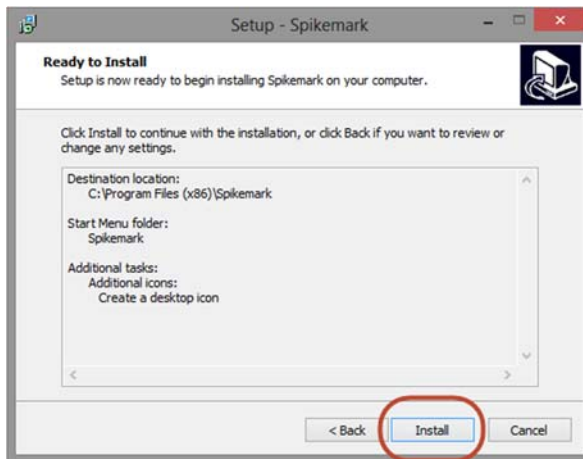 Setup - Spikemark
Ready to Install
Setup is now ready to begin installing Spikemark on your computer.
Click Install to continue with the installation, or click Back if you want to review or
change any settings.
Destination location:
C:\Program Files (x86)\Spikemark
Start Menu folder:
Spikemark
Additional tasks:
Additional icons:
Create a desktop icon
< Back
Install
Cancel